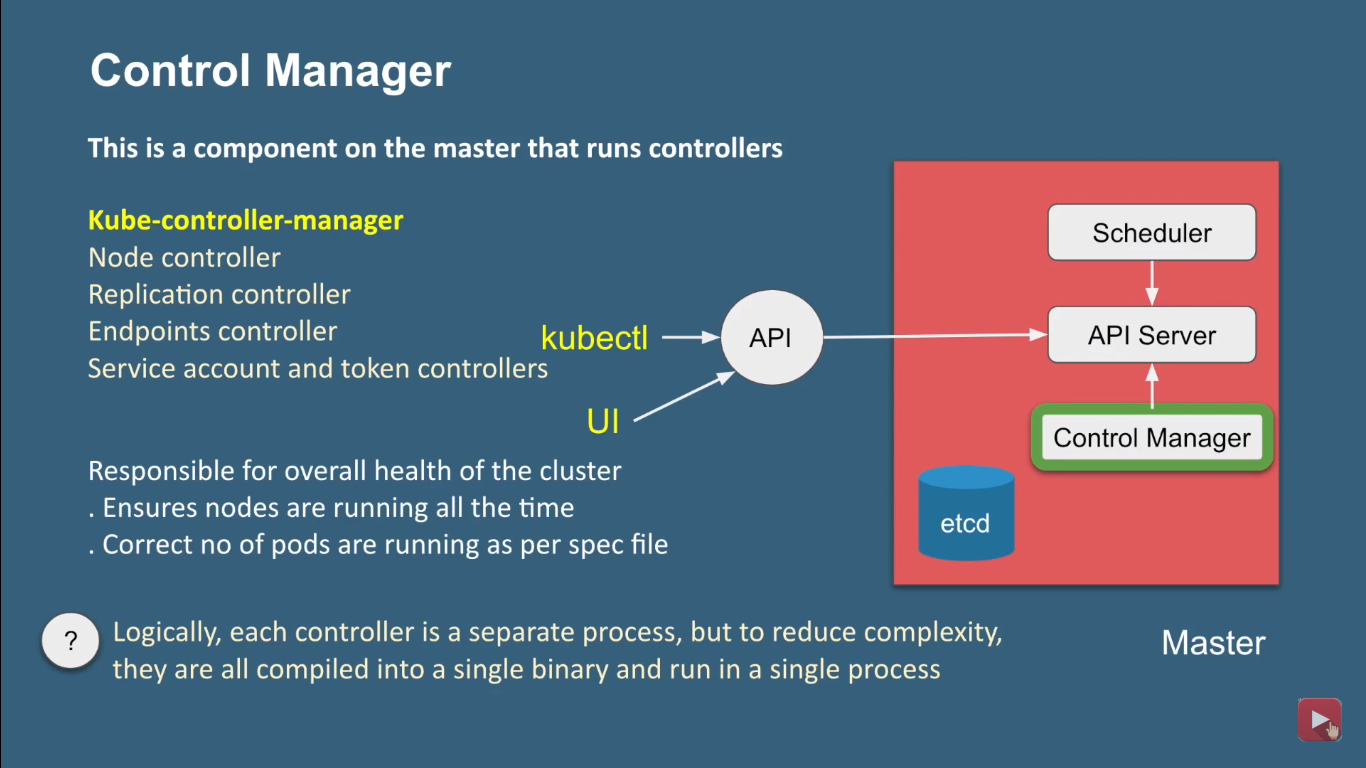 Control Manager
This is a component on the master that runs controllers
Kube-controller-manager
Node controller
Replication controller
Endpoints controller
Service account and token controllers
kubectl
UI
API
Scheduler
API Server
Control Manager
etcd
Master
Responsible for overall health of the cluster
. Ensures nodes are running all the time
. Correct no of pods are running as per spec file
?
Logically, each controller is a separate process, but to reduce complexity,
they are all compiled into a single binary and run in a single process